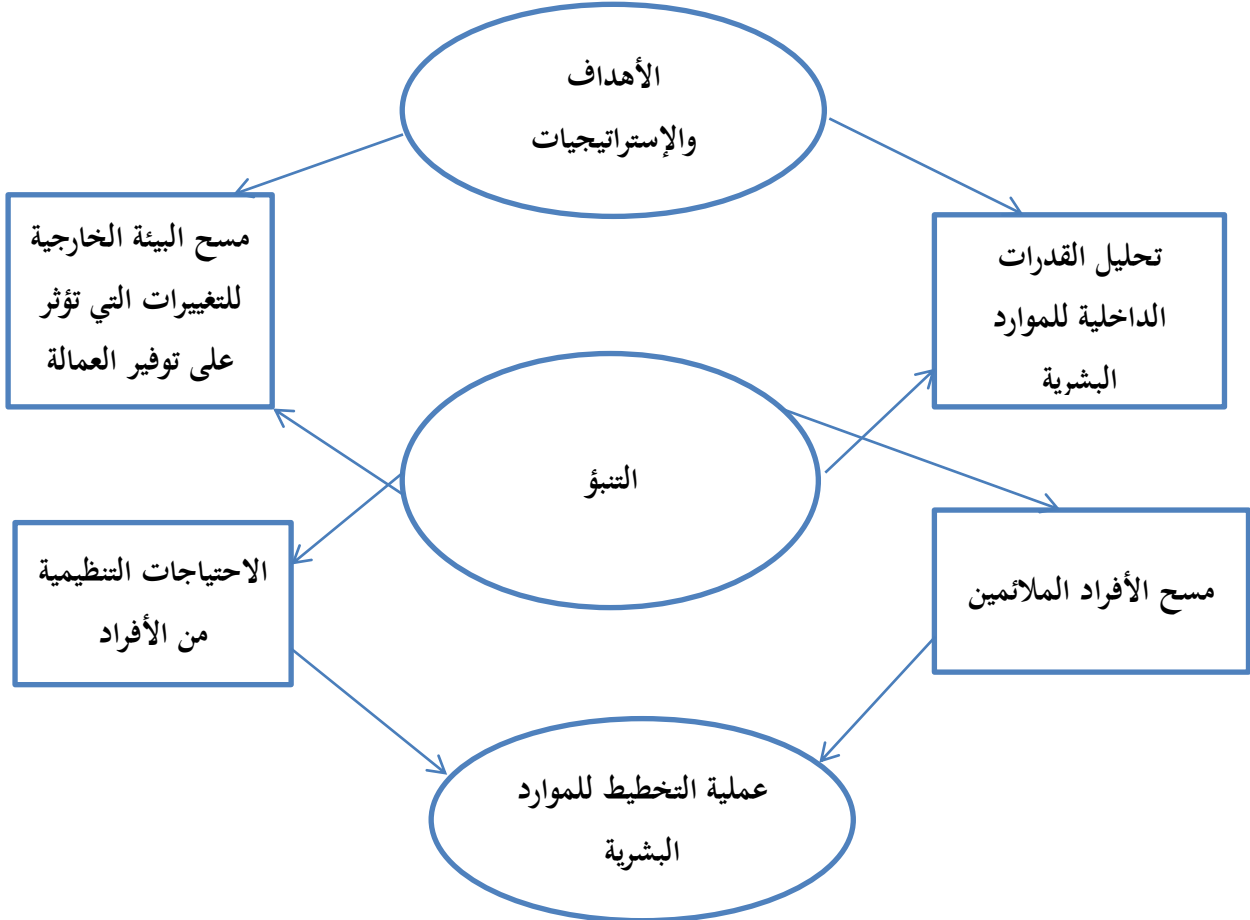 الأهداف
والإستراتيجيات
تحليل القدرات
الداخلية للموارد
البشرية
مسح البيئة الخارجية
للتغييرات التي تؤثر
على توفير العمالة
التنبؤ
مسح الأفراد الملائمين
الاحتياجات التنظيمية
من الأفراد
عملية التخطيط للموارد
البشرية